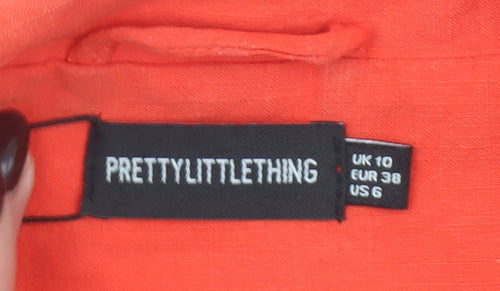 PRETTYLITTLETHING
UK 10
EUR 38
US 6